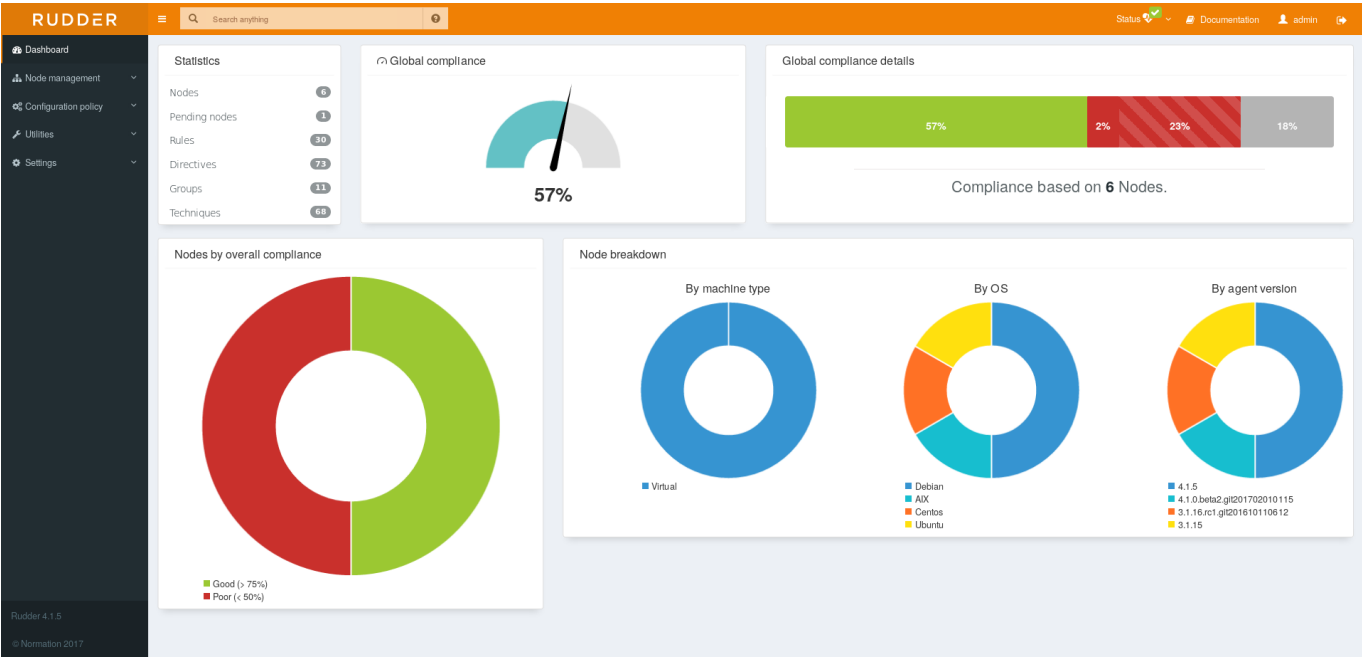 RUDDER
Search anything
Status
Documentation
admin
Dashboard
Node management
Configuration policy
Utilities
Settings
Rudder 4.1.5
© Normation 2017
Statistics
Nodes 6
Pending nodes 1
Rules 30
Directives 73
Groups 11
Techniques 68
Global compliance
57%
Global compliance details
57% 2% 23% 18%
Compliance based on 6 Nodes.
Nodes by overall compliance
Good (> 75%)
Poor (< 50%)
Node breakdown
By machine type
Virtual
By OS
Debian
AIX
Centos
Ubuntu
By agent version
4.1.5
4.1.0.beta2.git201702010115
3.1.16.rc1.git201610110612
3.1.15